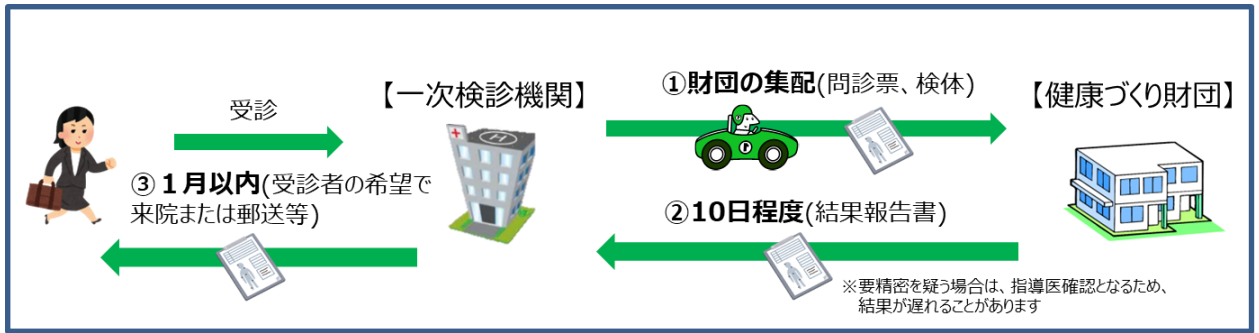 受診
【一次検診機関】
①財団の集配(問診票、検体)
【健康づくり財団】
③１月以内(受診者の希望で
来院または郵送等)
②10日程度(結果報告書)
※要精密を疑う場合は、指導医確認となるため、
結果が遅れることがあります